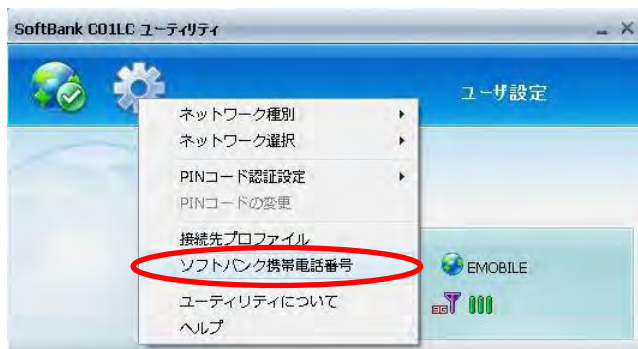 SoftBank C01LC ユーティリティ
ユーザ設定
ネットワーク種別
ネットワーク選択
PINコード認証設定
PINコードの変更
接続先プロファイル
ソフトバンク携帯電話番号
ユーティリティについて
ヘルプ
EMOBILE
3G